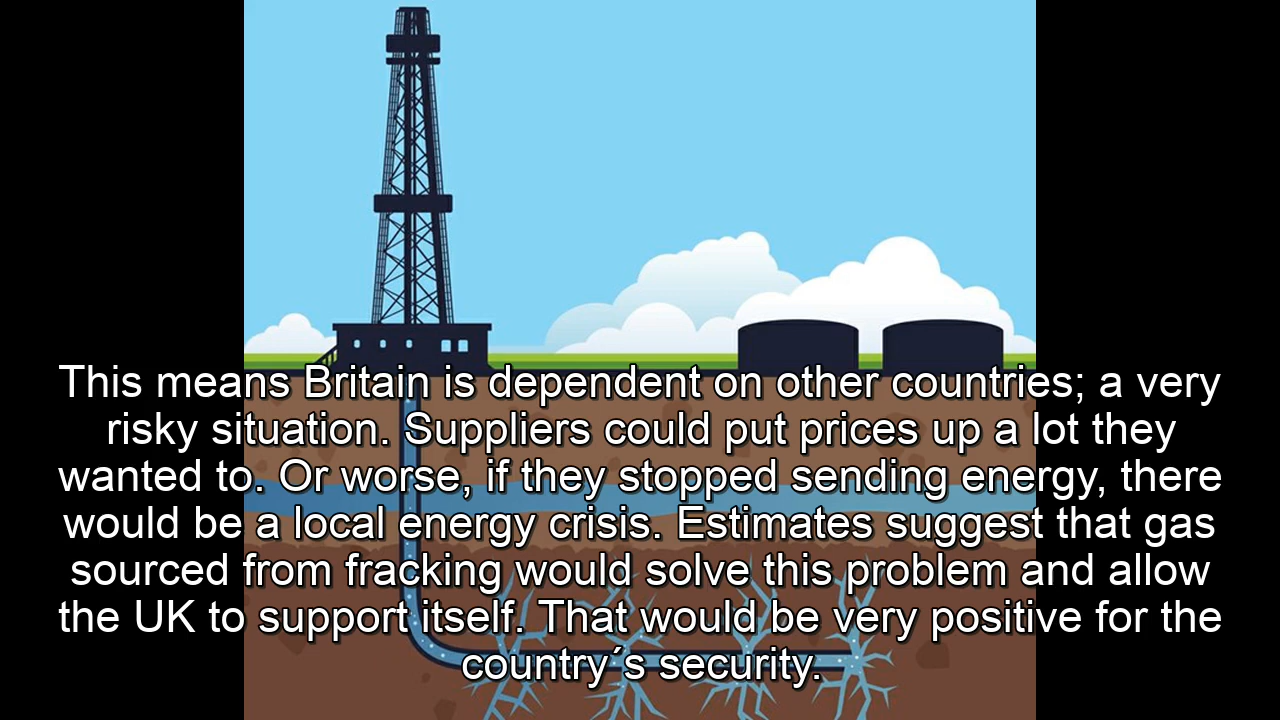 This means Britain is dependent on other countries; a very
risky situation. Suppliers could put prices up a lot they
wanted to. Or worse, if they stopped sending energy, there
would be a local energy crisis. Estimates suggest that gas
sourced from fracking would solve this problem and allow
the UK to support itself. That would be very positive for the
country´s security.